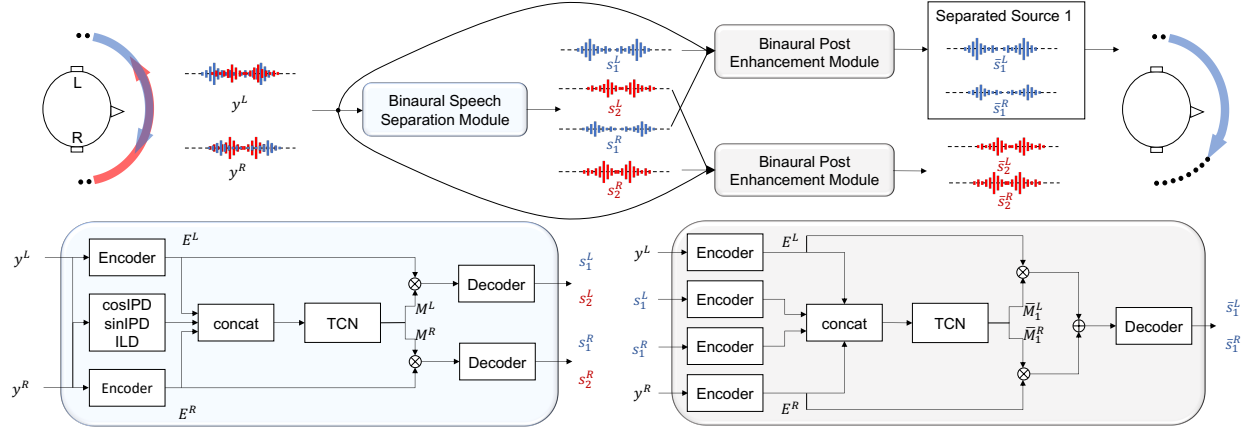 L
R
y^L
y^R
Binaural Speech
Separation Module
s_1^L
s_2^L
s_1^R
s_2^R
Binaural Post
Enhancement Module
Binaural Post
Enhancement Module
Separated Source 1
s̄_1^L
s̄_1^R
s̄_2^L
s̄_2^R
y^L
y^R
Encoder
E^L
cosIPD
sinIPD
ILD
Encoder
E^R
concat
TCN
M^L
M^R
Decoder
Decoder
s_1^L
s_2^L
s_1^R
s_2^R
y^L
s_1^L
s_1^R
y^R
Encoder
Encoder
Encoder
Encoder
E^L
E^R
concat
TCN
M̄_1^L
M̄_1^R
Decoder
s̄_1^L
s̄_1^R